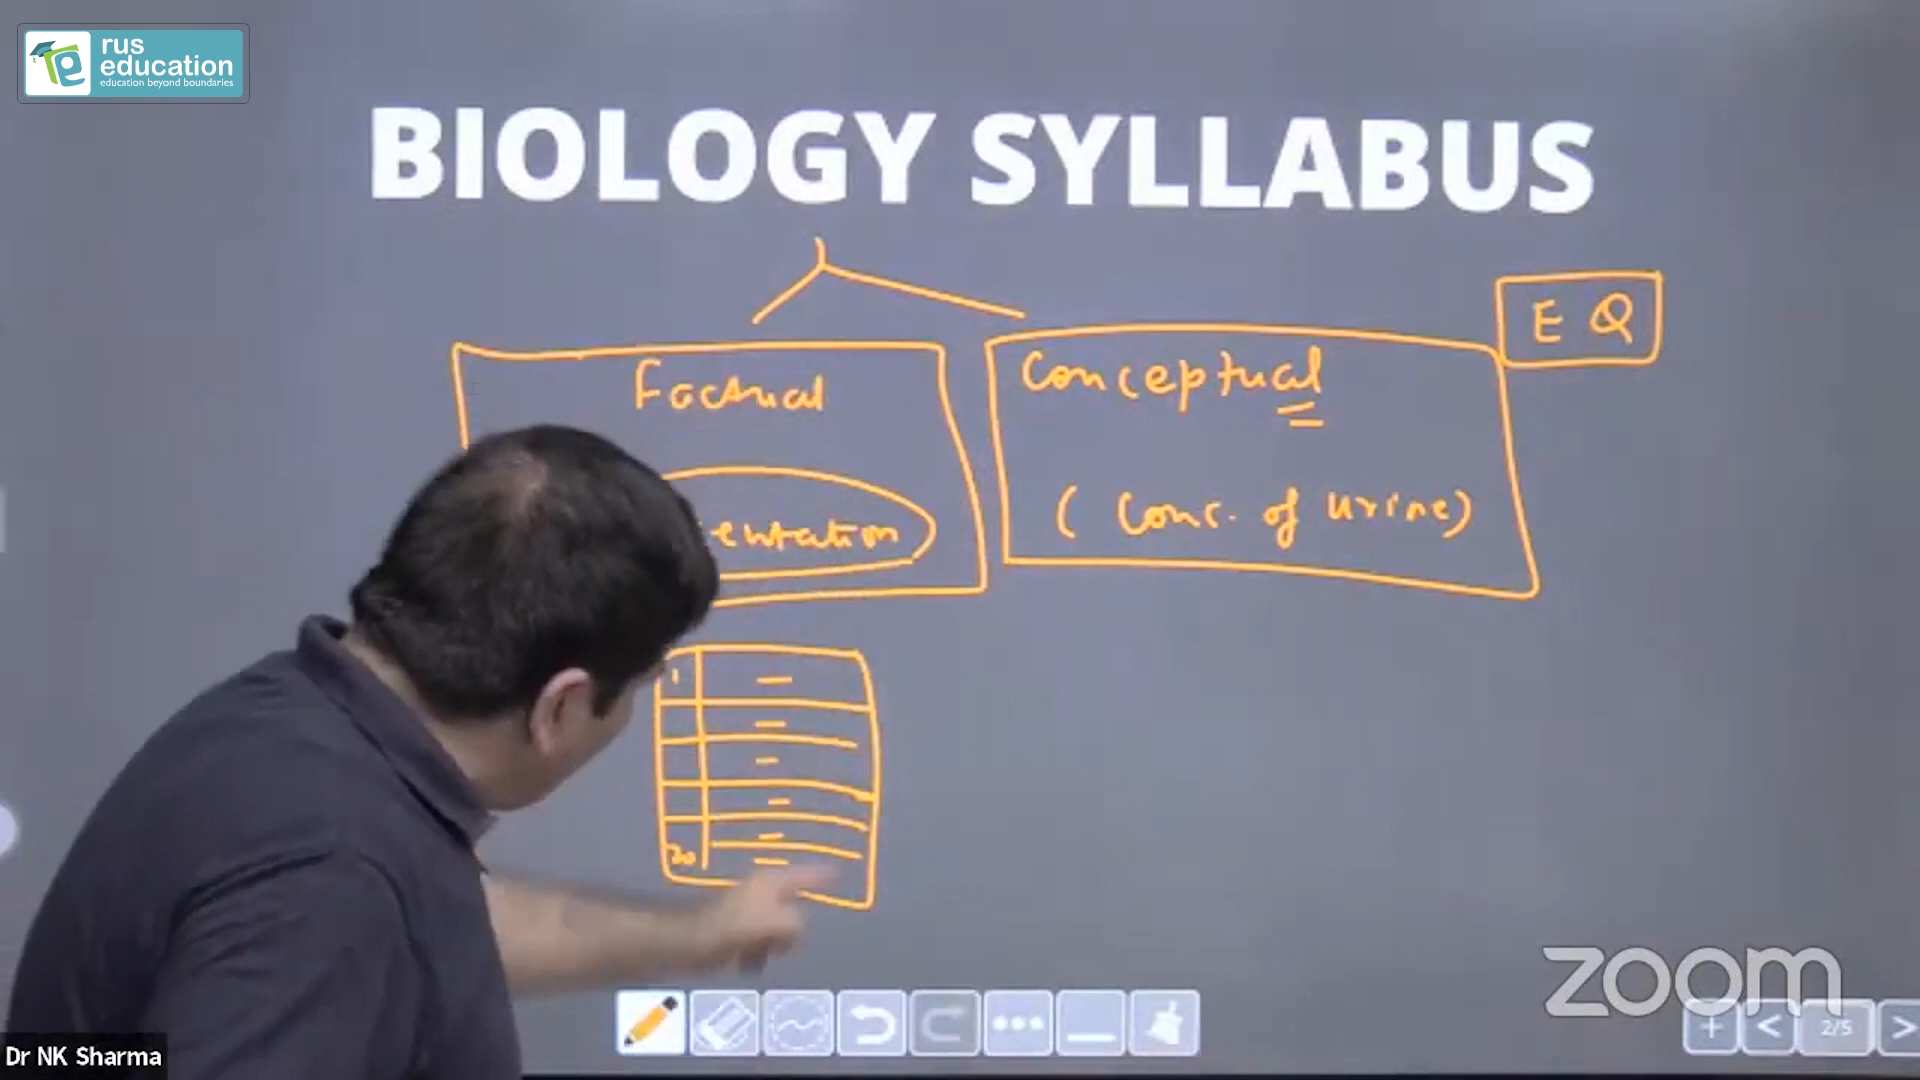 rus
education
education beyond boundaries
BIOLOGY SYLLABUS
E Q
Factual
Conceptual
(Conc. of urine)
1
20
zoom
2/5
Dr NK Sharma